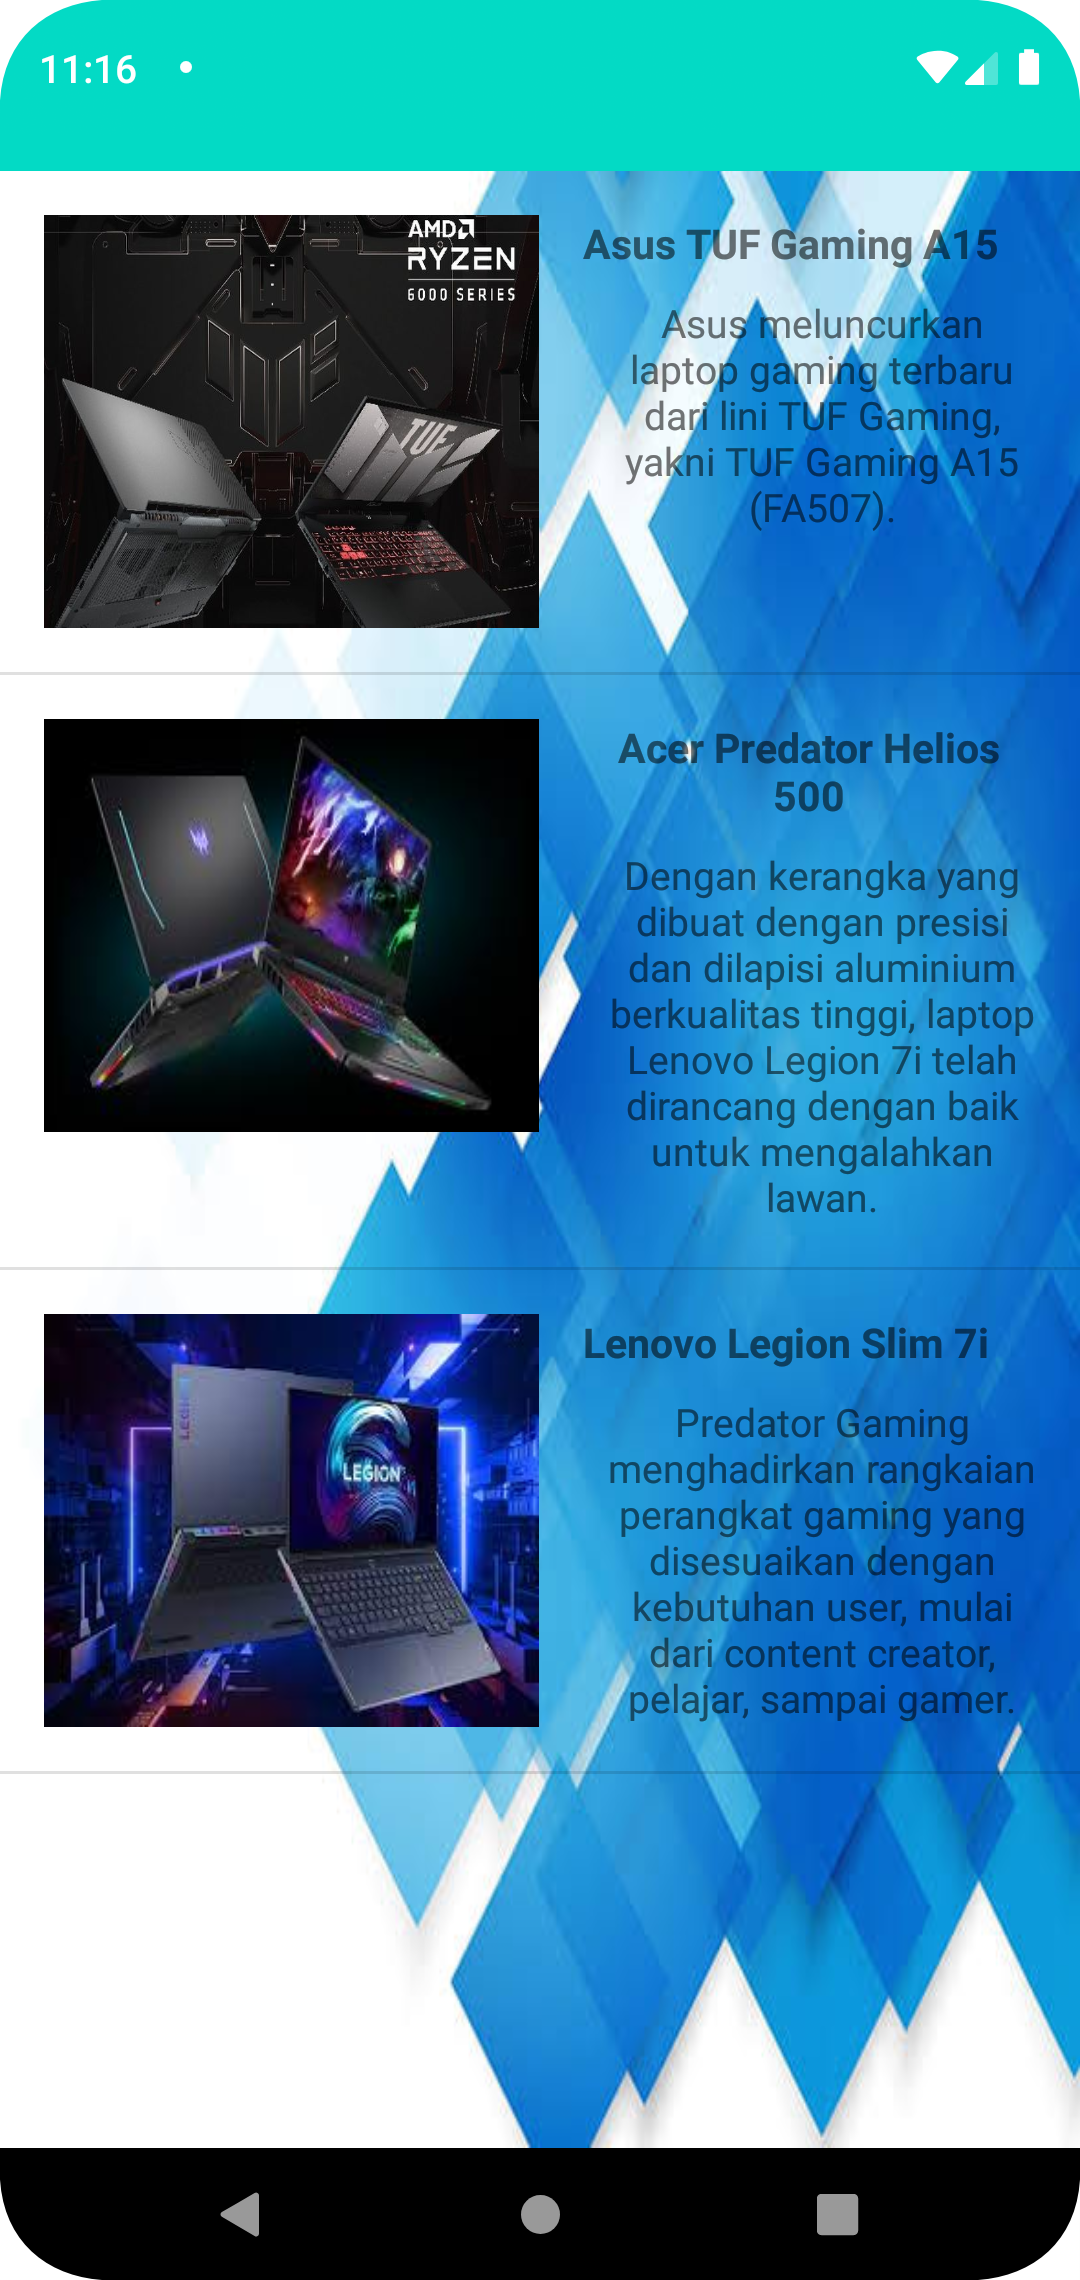 11:16
AMD
RYZEN
6000 SERIES
TUF
Asus TUF Gaming A15
Asus meluncurkan
laptop gaming terbaru
dari lini TUF Gaming,
yakni TUF Gaming A15
(FA507).
Acer Predator Helios
500
Dengan kerangka yang
dibuat dengan presisi
dan dilapisi aluminium
berkualitas tinggi, laptop
Lenovo Legion 7i telah
dirancang dengan baik
untuk mengalahkan
lawan.
LEGION
LEGION
Lenovo Legion Slim 7i
Predator Gaming
menghadirkan rangkaian
perangkat gaming yang
disesuaikan dengan
kebutuhan user, mulai
dari content creator,
pelajar, sampai gamer.